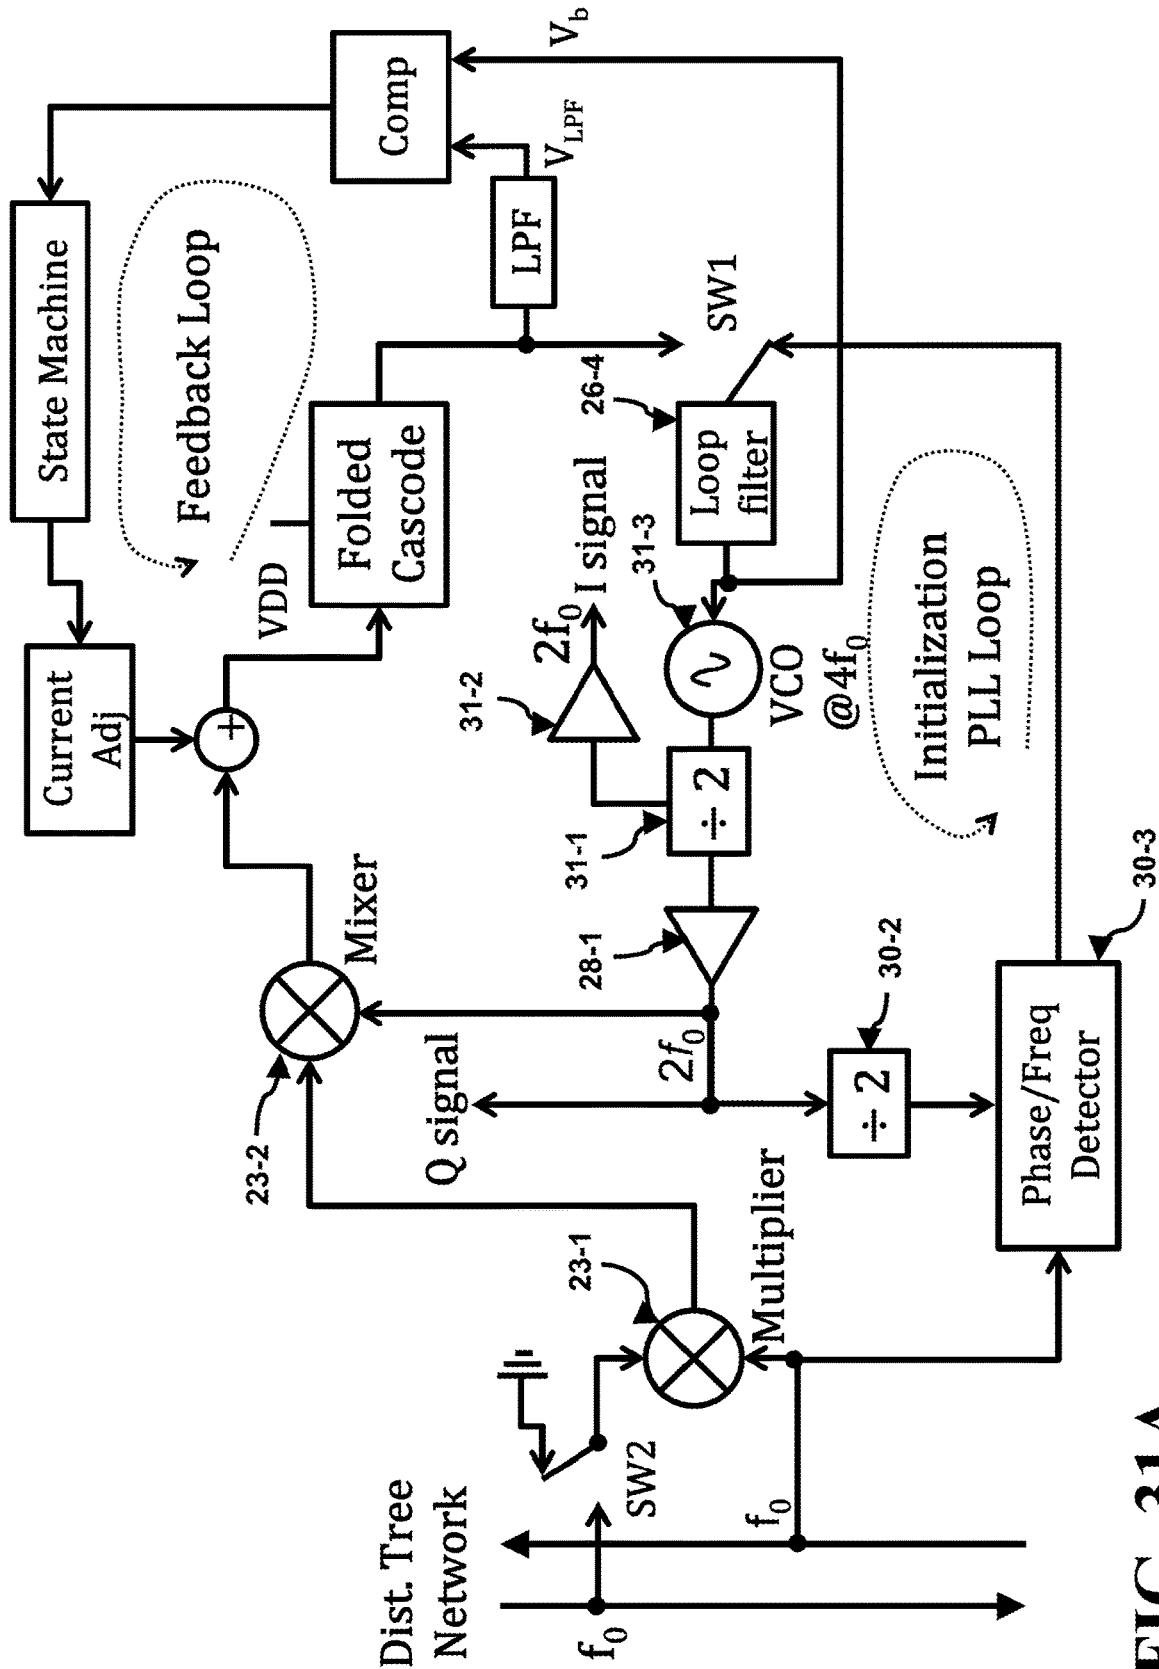 State Machine
Current
Adj
Feedback Loop
Comp
VDD
Folded
Cascode
LPF
V_LPF
V_b
+
Mixer
23-2
SW1
26-4
Loop
filter
31-3
VCO
@4f_0
2f_0
I signal
31-2
÷ 2
31-1
28-1
Initialization
PLL Loop
Q signal
2f_0
÷ 2
30-2
Phase/Freq
Detector
30-3
23-1
Multiplier
SW2
Dist. Tree
Network
f_0
f_0
FIG. 31A